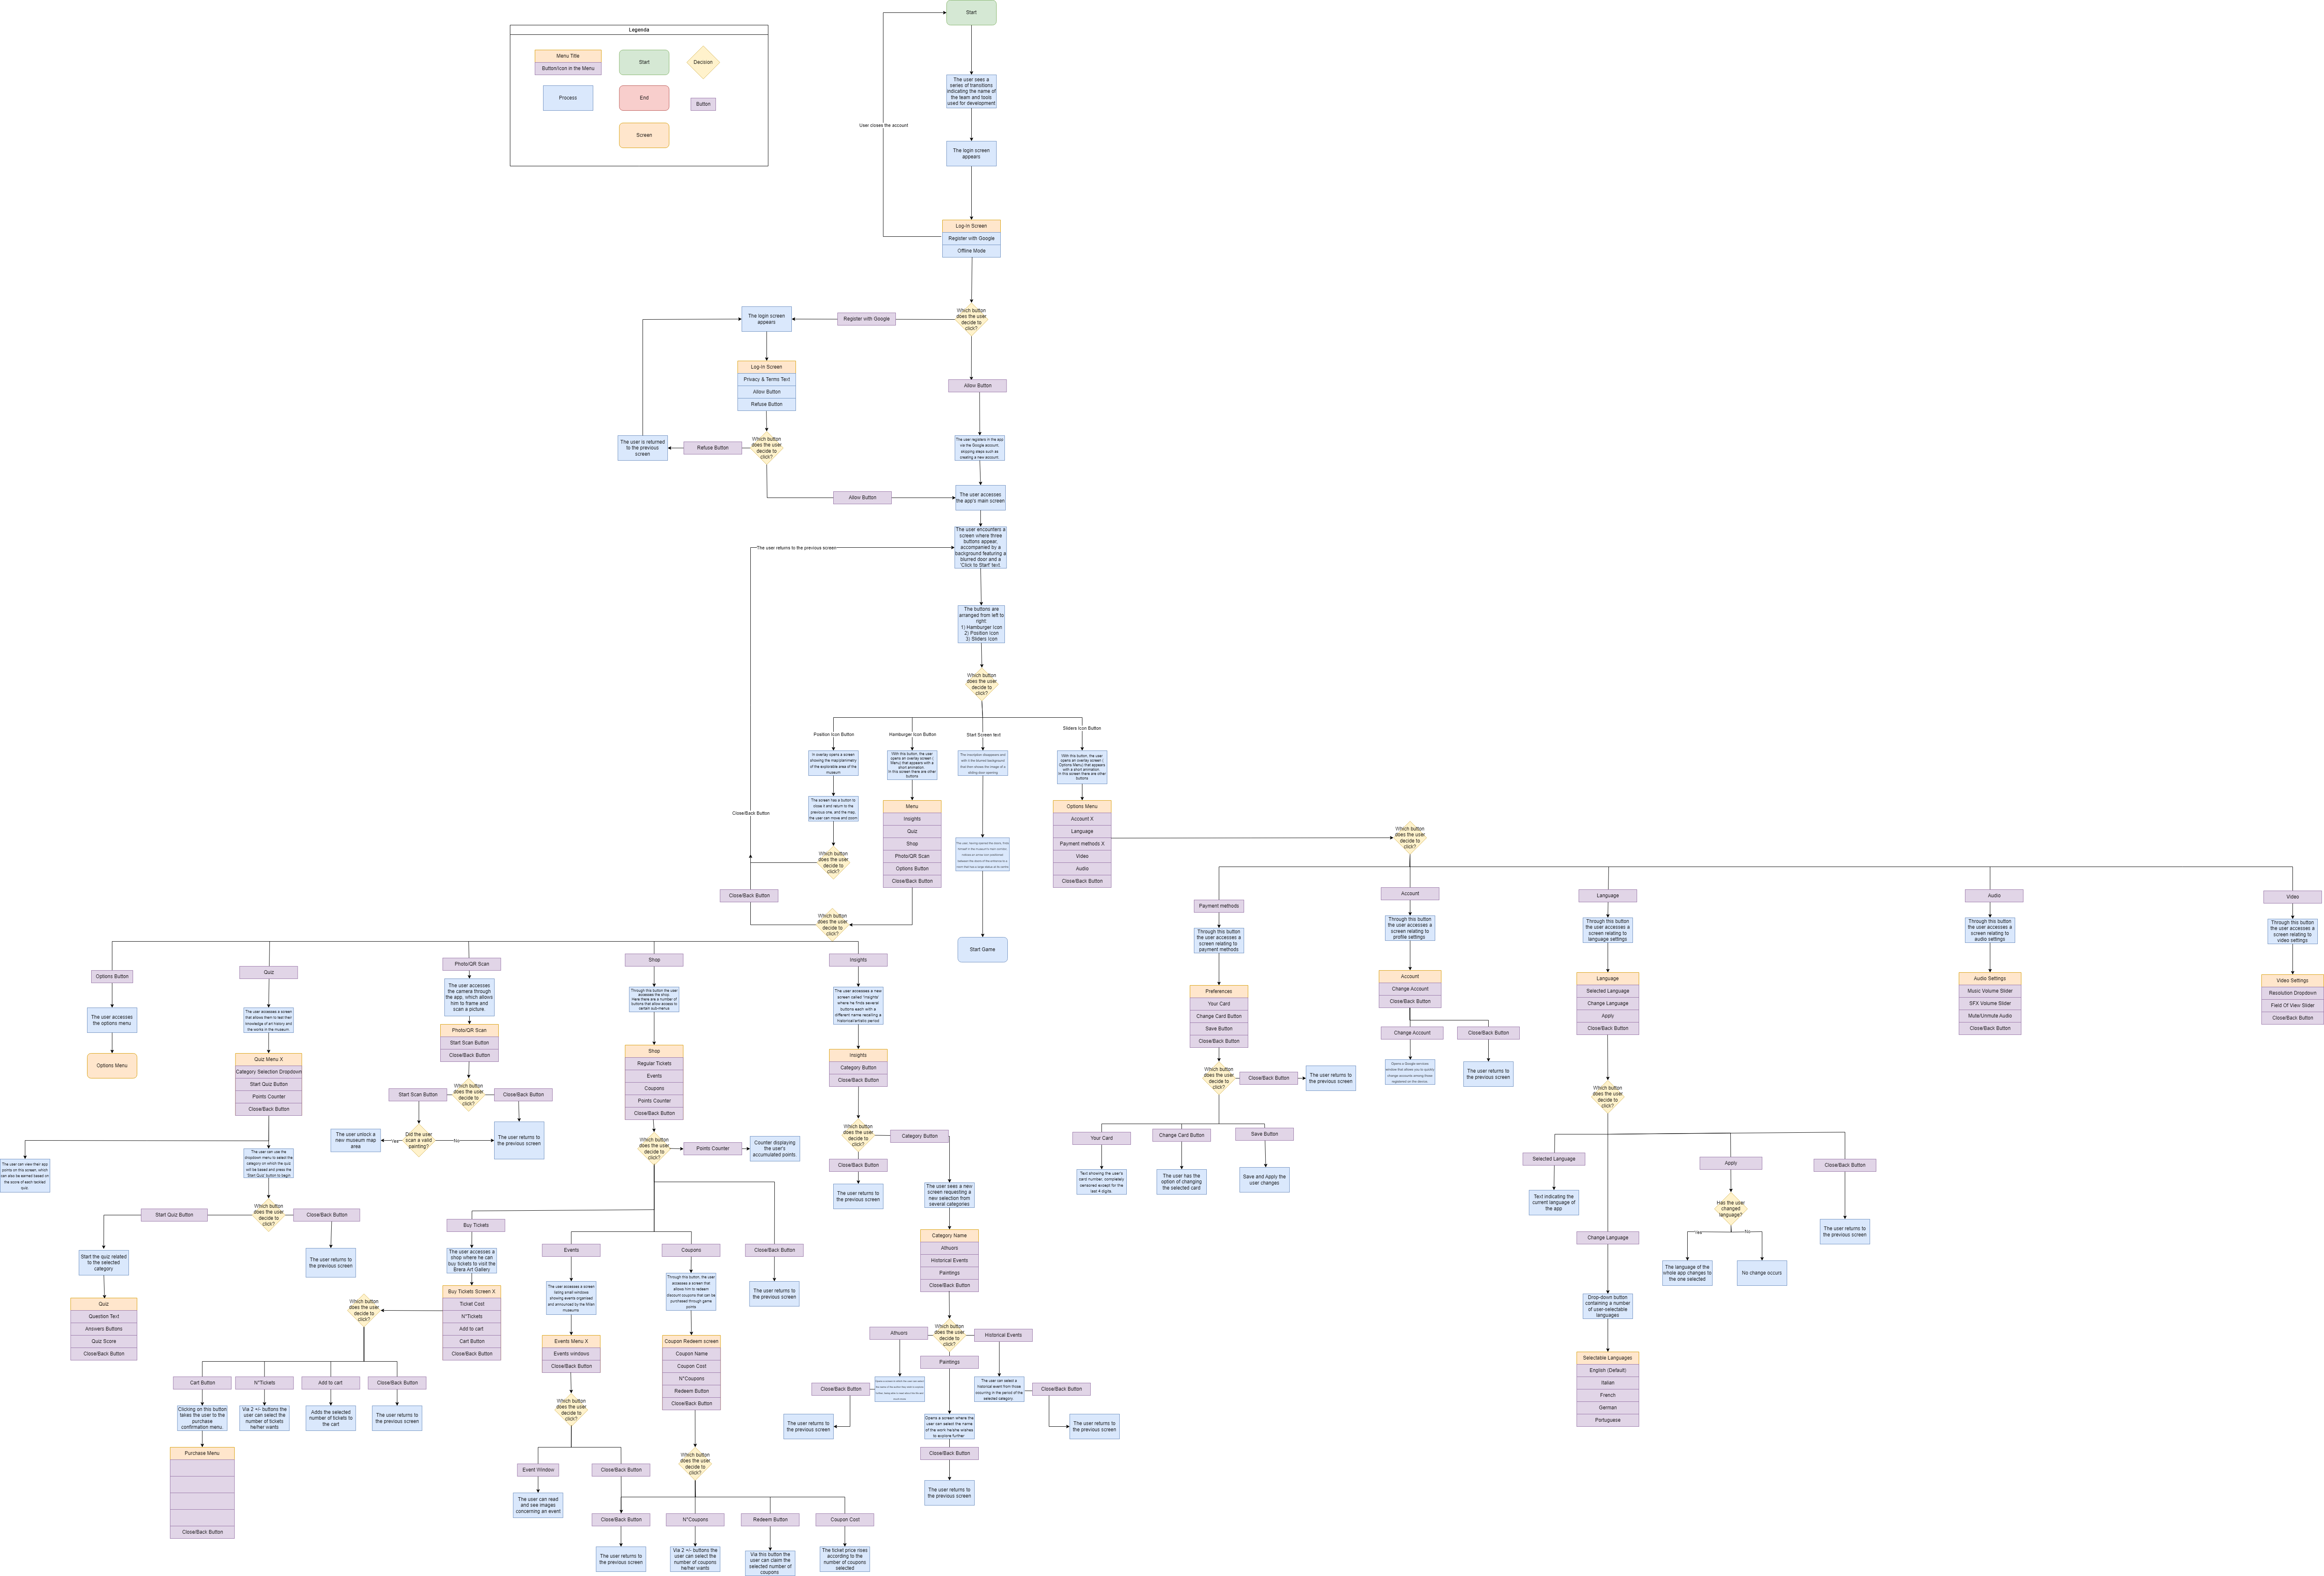 Start
Legenda
Menu Title
Button/Icon in the Menu
Start
Decision
Process
End
Button
Screen
The user sees a
series of transitions
indicating the name of
the team and tools
used for development
User closes the account
The login screen
appears
Log-In Screen
Register with Google
Offline Mode
Which button
does the user
decide to
click?
Register with Google
The login screen
appears
Log-In Screen
Privacy & Terms Text
Allow Button
Refuse Button
Allow Button
Which button
does the user
decide to
click?
Refuse Button
The user is returned
to the previous
screen
The user registers in the app
via the Google account,
skipping steps such as
creating a new account.
Allow Button
The user accesses
the app's main screen
The user returns to the previous screen
The user encounters a
screen where three
buttons appear,
accompanied by a
background featuring a
blurred door and a
'Click to Start' text.
The buttons are
arranged from left to
right:
1) Hamburger Icon
2) Position Icon
3) Sliders Icon
Which button
does the user
decide to
click?
Position Icon Button
Hamburger Icon Button
Start Screen text
Sliders Icon Button
In overlay opens a screen
showing the map/planimetry
of the explorable area of the
museum
With this button, the user
opens an overlay screen (
Menu) that appears with a
short animation.
In this screen there are other
buttons
The inscription disappears and
with it the blurred background
that then shows the image of a
sliding door opening
With this button, the user
opens an overlay screen (
Options Menu) that appears
with a short animation.
In this screen there are other
buttons
The screen has a button to
close it and return to the
previous one, and the map,
the user can move and zoom
Close/Back Button
Which button
does the user
decide to
click?
Menu
Insights
Quiz
Shop
Photo/QR Scan
Options Button
Close/Back Button
Options Menu
Account X
Language
Payment methods X
Video
Audio
Close/Back Button
Which button
does the user
decide to
click?
Close/Back Button
Which button
does the user
decide to
click?
Start Game
Payment methods
Through this button
the user accesses a
screen relating to
payment methods
Preferences
Your Card
Change Card Button
Save Button
Close/Back Button
Which button
does the user
decide to
click?
Close/Back Button
The user returns to
the previous screen
Your Card
Change Card Button
Save Button
Text showing the user's
card number, completely
censored except for the
last 4 digits.
The user has the
option of changing
the selected card
Save and Apply the
user changes
Account
Through this button
the user accesses a
screen relating to
profile settings
Account
Change Account
Close/Back Button
Change Account
Close/Back Button
Opens a Google services
window that allows you to quickly
change accounts among those
registered on the device.
The user returns to
the previous screen
Language
Through this button
the user accesses a
screen relating to
language settings
Language
Selected Language
Change Language
Apply
Close/Back Button
Which button
does the user
decide to
click?
Selected Language
Text indicating the
current language of
the app
Change Language
Drop-down button
containing a number
of user-selectable
languages
Selectable Languages
English (Default)
Italian
French
German
Portuguese
Apply
Has the user
changed
language?
Yes
No
The language of the
whole app changes to
the one selected
No change occurs
Close/Back Button
The user returns to
the previous screen
Audio
Through this button
the user accesses a
screen relating to
audio settings
Audio Settings
Music Volume Slider
SFX Volume Slider
Mute/Unmute Audio
Close/Back Button
Video
Through this button
the user accesses a
screen relating to
video settings
Video Settings
Resolution Dropdown
Field Of View Slider
Close/Back Button
Options Button
The user accesses
the options menu
Options Menu
Quiz
The user accesses a screen
that allows them to test their
knowledge of art history and
the works in the museum.
Quiz Menu X
Category Selection Dropdown
Start Quiz Button
Points Counter
Close/Back Button
The user can view their app
points on this screen, which
can also be earned based on
the score of each tackled
quiz
The user can use the
dropdown menu to select the
category on which the quiz
will be based and press the
'Start Quiz' button to begin
Which button
does the user
decide to
click?
Start Quiz Button
Close/Back Button
Start the quiz related
to the selected
category
The user returns to
the previous screen
Quiz
Question Text
Answers Buttons
Quiz Score
Close/Back Button
Photo/QR Scan
The user accesses
the camera through
the app, which allows
him to frame and
scan a picture.
Photo/QR Scan
Start Scan Button
Close/Back Button
Which button
does the user
decide to
click?
Start Scan Button
Close/Back Button
Did the user
scan a valid
painting?
Yes
No
The user unlock a
new museum map
area
The user returns to
the previous screen
Shop
Through this button the user
accesses the shop.
Here there are a number of
buttons that allow access to
certain sub-menus
Shop
Regular Tickets
Events
Coupons
Points Counter
Close/Back Button
Which button
does the user
decide to
click?
Points Counter
Counter displaying
the user's
accumulated points.
Buy Tickets
The user accesses a
shop where he can
buy tickets to visit the
Brera Art Gallery
Buy Tickets Screen X
Ticket Cost
N°Tickets
Add to cart
Cart Button
Close/Back Button
Which button
does the user
decide to
click?
Cart Button
N°Tickets
Add to cart
Close/Back Button
Clicking on this button
takes the user to the
purchase
confirmation menu.
Via 2 +/- buttons the
user can select the
number of tickets
he/her wants
Adds the selected
number of tickets to
the cart
The user returns to
the previous screen
Purchase Menu
Close/Back Button
Events
The user accesses a screen
listing small windows
showing events organised
and announced by the Milan
museums
Events Menu X
Events windows
Close/Back Button
Which button
does the user
decide to
click?
Event Window
Close/Back Button
The user can read
and see images
concerning an event
Coupons
Through this button, the user
accesses a screen that
allows him to redeem
discount coupons that can be
purchased through game
points
Coupon Redeem screen
Coupon Name
Coupon Cost
N°Coupons
Redeem Button
Close/Back Button
Which button
does the user
decide to
click?
Close/Back Button
N°Coupons
Redeem Button
Coupon Cost
The user returns to
the previous screen
Via 2 +/- buttons the
user can select the
number of coupons
he/her wants
Via this button the
user can claim the
selected number of
coupons
The ticket price rises
according to the
number of coupons
selected
Close/Back Button
The user returns to
the previous screen
Insights
The user accesses a new
screen called 'Insights'
where he finds several
buttons each with a
different name recalling a
historical/artistic period
Insights
Category Button
Close/Back Button
Which button
does the user
decide to
click?
Category Button
Close/Back Button
The user returns to
the previous screen
The user sees a new
screen requesting a
new selection from
several categories
Category Name
Athuors
Historical Events
Paintings
Close/Back Button
Which button
does the user
decide to
click?
Athuors
Historical Events
Paintings
The user can select a
historical event from those
occurring in the period of the
selected category.
Close/Back Button
Close/Back Button
The user returns to
the previous screen
Opens a screen where the
user can select the name
of the work he/she wishes
to explore further
The user returns to
the previous screen
Close/Back Button
The user returns to
the previous screen